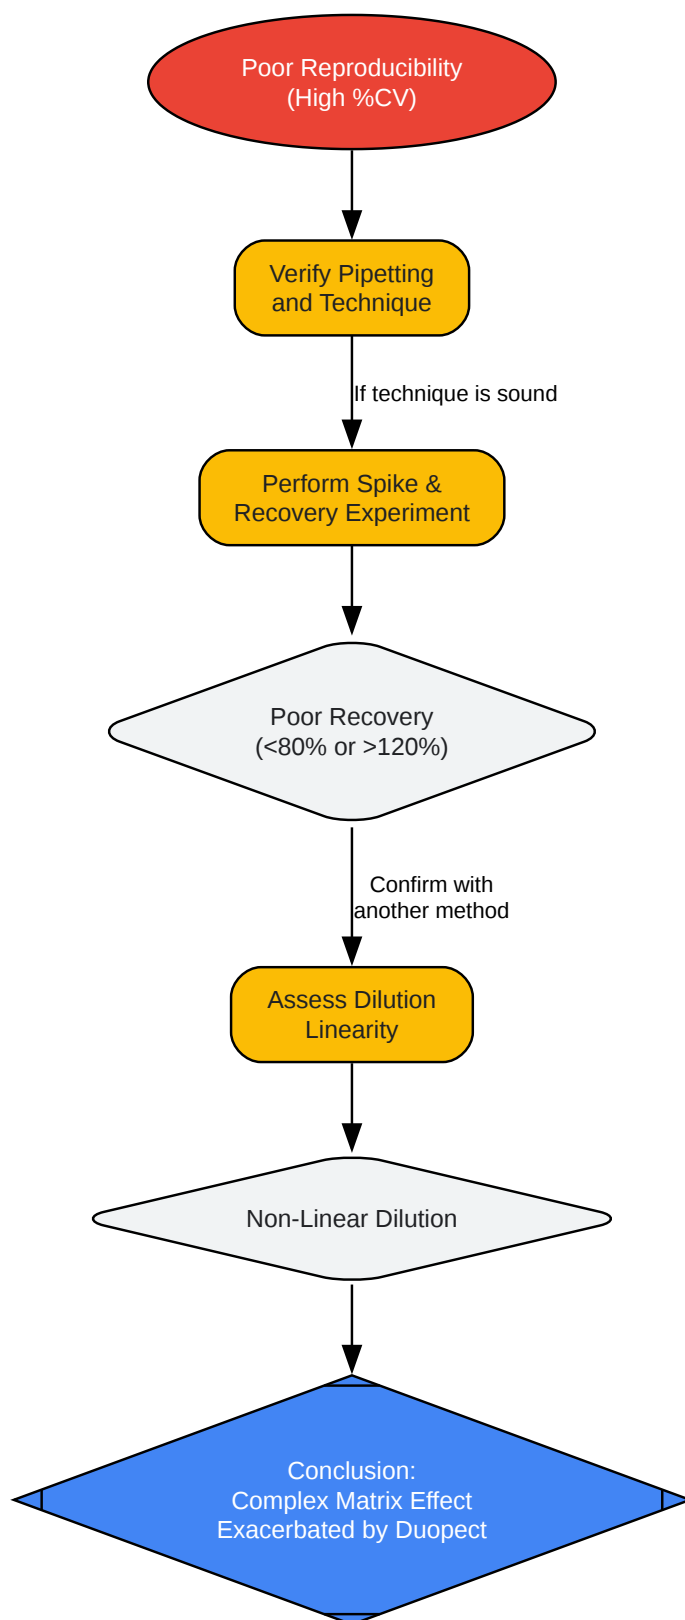 Poor Reproducibility
(High %CV)
Verify Pipetting
and Technique
If technique is sound
Perform Spike &
Recovery Experiment
Poor Recovery
(<80% or >120%)
Confirm with
another method
Assess Dilution
Linearity
Non-Linear Dilution
Conclusion:
Complex Matrix Effect
Exacerbated by Duopect